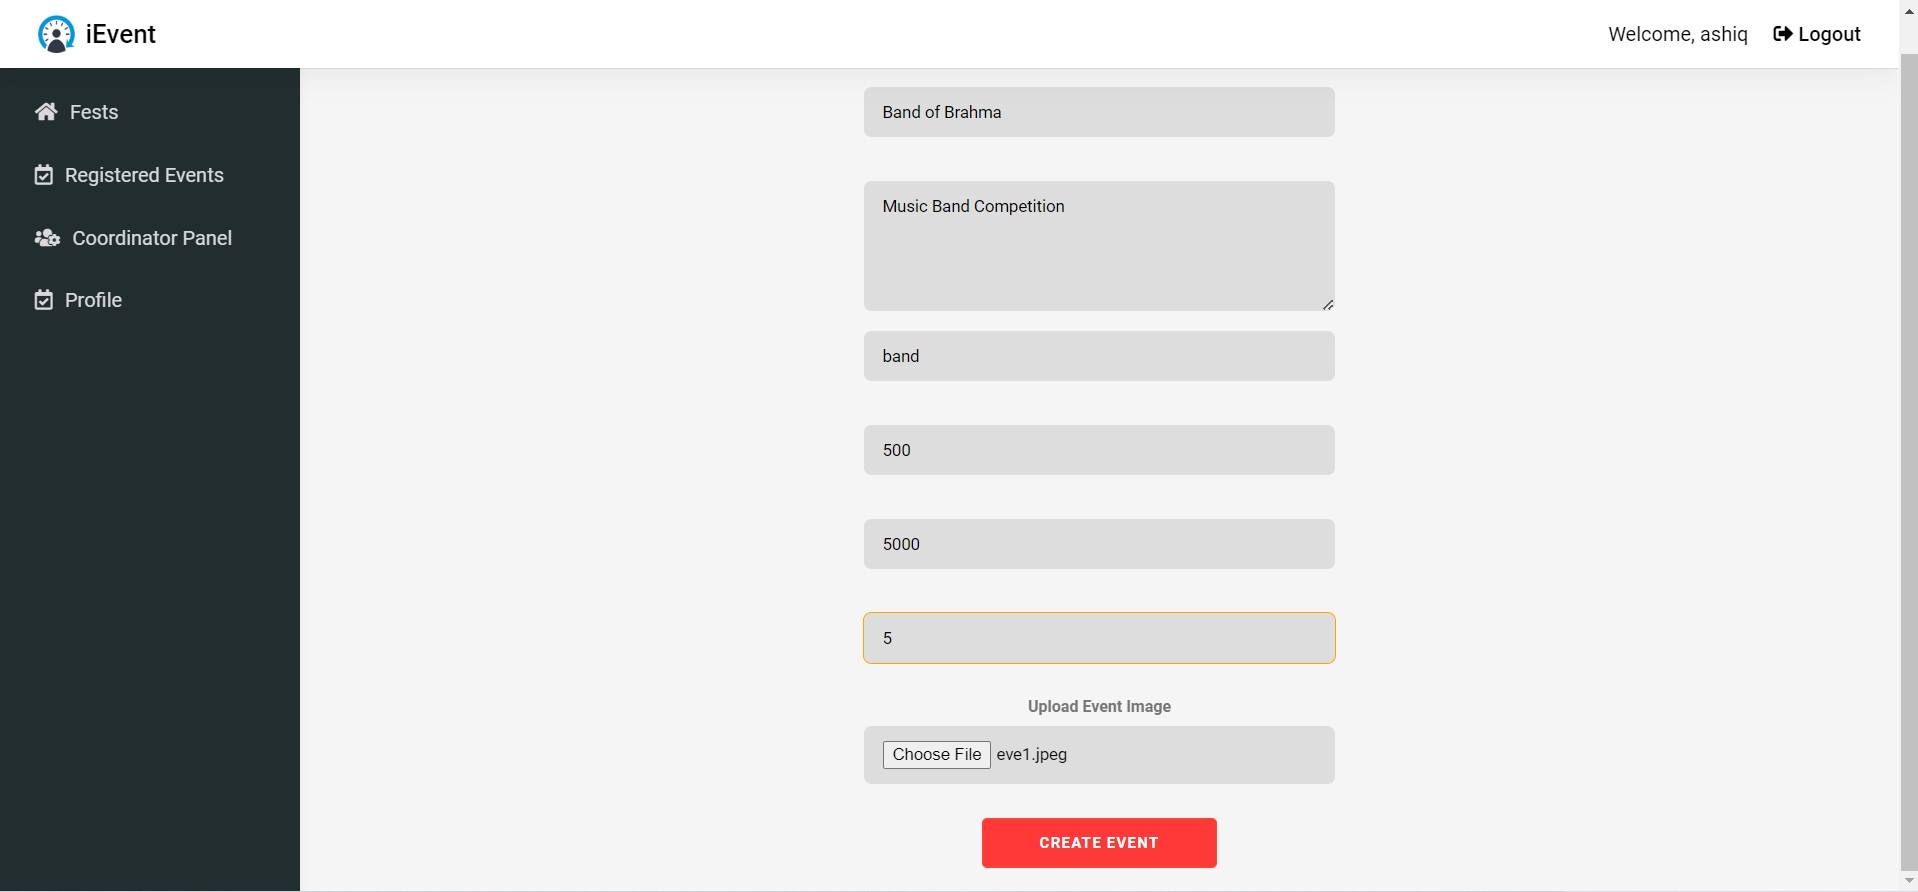 iEvent
Welcome, ashiq
Logout
Fests
Registered Events
Coordinator Panel
Profile
Band of Brahma
Music Band Competition
band
500
5000
5
Upload Event Image
Choose File eve1.jpeg
CREATE EVENT